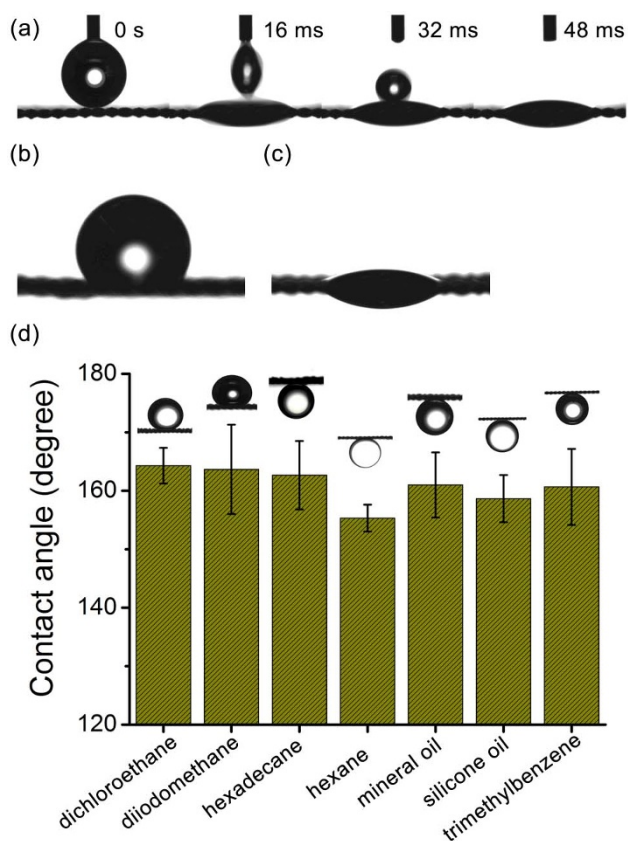 (a)
0 s
16 ms
32 ms
48 ms
(b)
(c)
(d)
Contact angle (degree)
180
160
140
120
dichloroethane
diiodomethane
hexadecane
hexane
mineral oil
silicone oil
trimethylbenzene